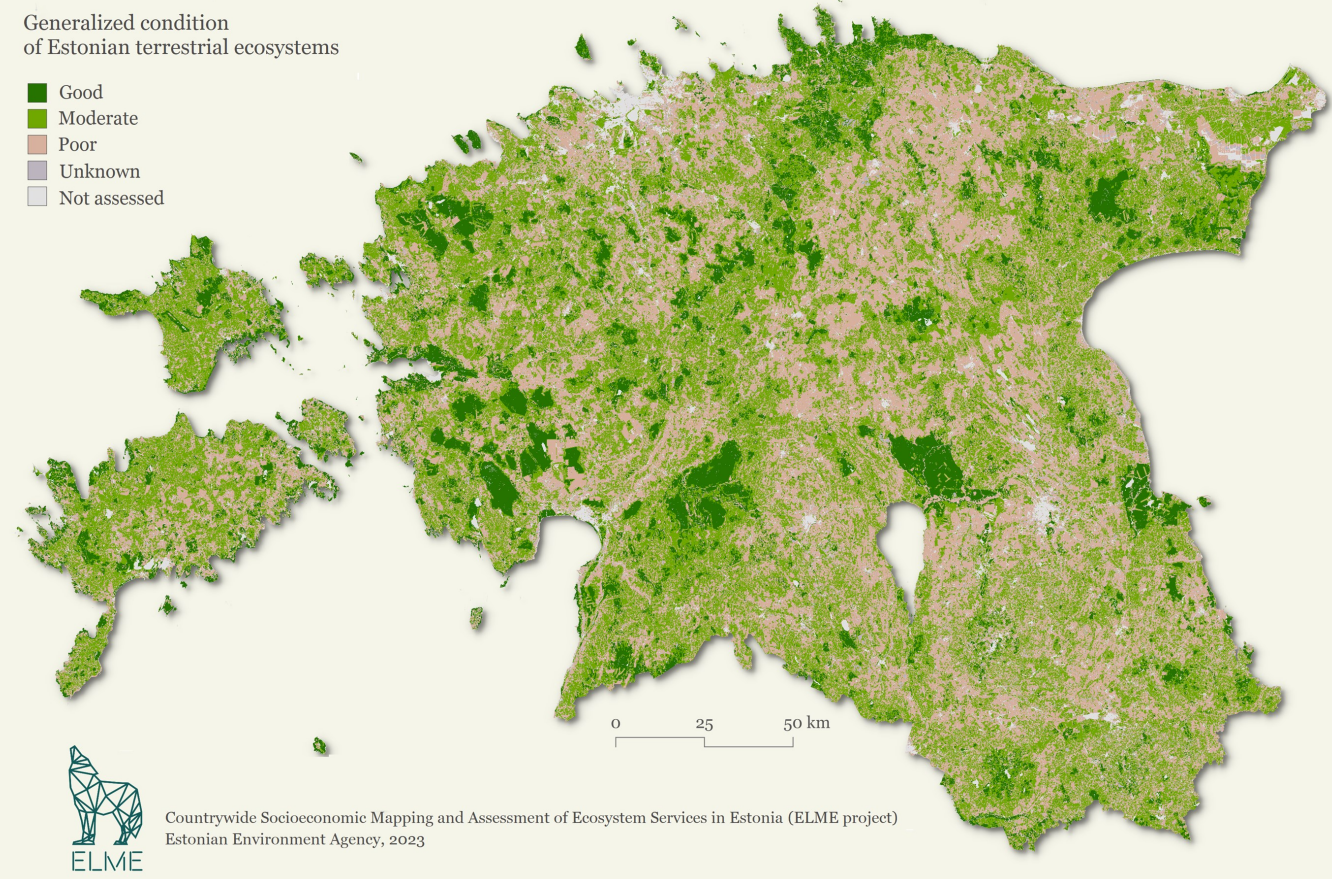 Generalized condition
of Estonian terrestrial ecosystems
Good
Moderate
Poor
Unknown
Not assessed
0 25 50 km
Countrywide Socioeconomic Mapping and Assessment of Ecosystem Services in Estonia (ELME project)
Estonian Environment Agency, 2023
ELME